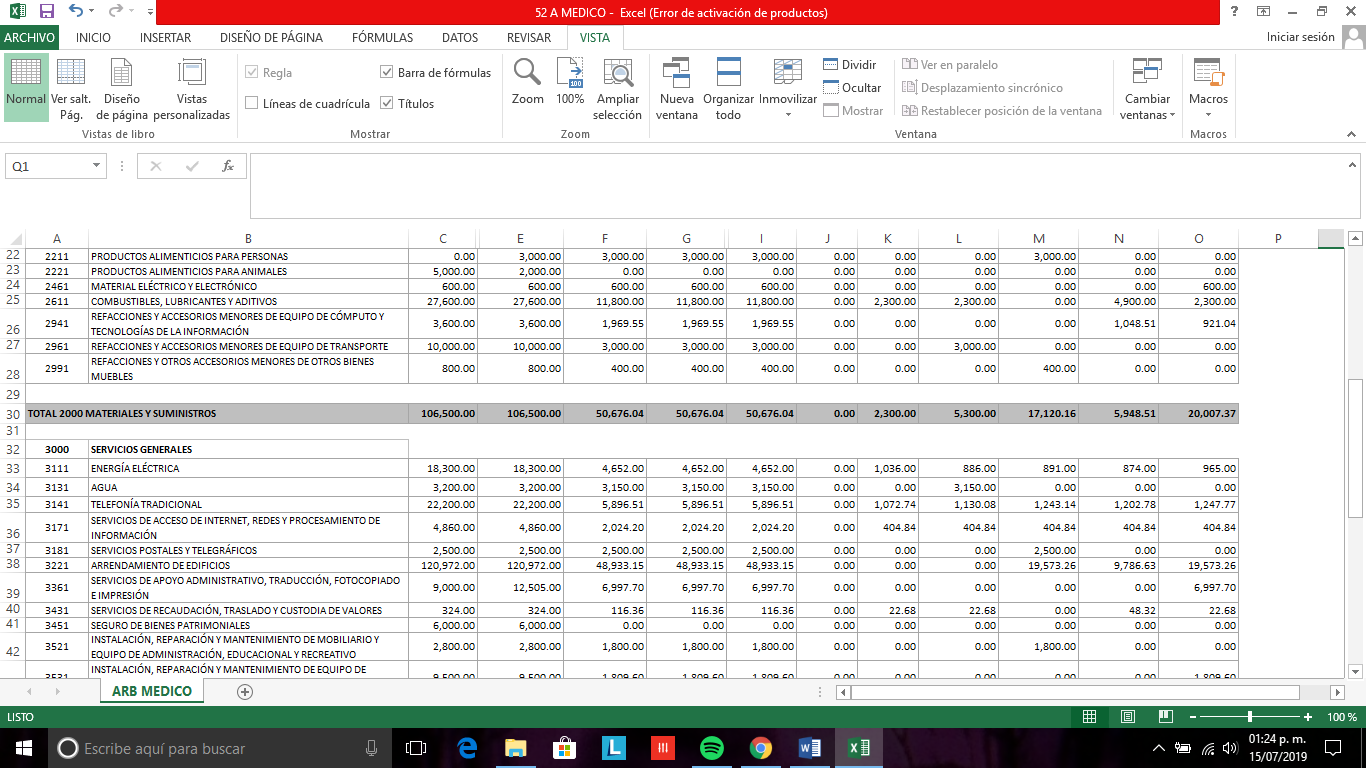 52 A MEDICO - Excel (Error de activación de productos)
ARCHIVO INICIO INSERTAR DISEÑO DE PÁGINA FÓRMULAS DATOS REVISAR VISTA Iniciar sesión
Normal Ver salt. Pág. Diseño de página Vistas personalizadas
Vistas de libro
Regla Barra de fórmulas
Líneas de cuadrícula Títulos
Mostrar
Zoom 100% Ampliar selección
Zoom
Nueva ventana Organizar todo Inmovilizar
Dividir Ver en paralelo
Ocultar Desplazamiento sincrónico
Mostrar Restablecer posición de la ventana
Cambiar ventanas
Ventana
Macros
Macros
Q1 fx
A B C E F G I J K L M N O P
22 2211 PRODUCTOS ALIMENTICIOS PARA PERSONAS 0.00 3,000.00 3,000.00 3,000.00 3,000.00 0.00 0.00 0.00 3,000.00 0.00 0.00
23 2221 PRODUCTOS ALIMENTICIOS PARA ANIMALES 5,000.00 2,000.00 0.00 0.00 0.00 0.00 0.00 0.00 0.00 0.00 0.00
24 2461 MATERIAL ELÉCTRICO Y ELECTRÓNICO 600.00 600.00 600.00 600.00 600.00 0.00 0.00 0.00 0.00 0.00 600.00
25 2611 COMBUSTIBLES, LUBRICANTES Y ADITIVOS 27,600.00 27,600.00 11,800.00 11,800.00 11,800.00 0.00 2,300.00 2,300.00 0.00 4,900.00 2,300.00
26 2941 REFACCIONES Y ACCESORIOS MENORES DE EQUIPO DE CÓMPUTO Y
TECNOLOGÍAS DE LA INFORMACIÓN 3,600.00 3,600.00 1,969.55 1,969.55 1,969.55 0.00 0.00 0.00 0.00 1,048.51 921.04
27 2961 REFACCIONES Y ACCESORIOS MENORES DE EQUIPO DE TRANSPORTE 10,000.00 10,000.00 3,000.00 3,000.00 3,000.00 0.00 0.00 3,000.00 0.00 0.00 0.00
28 2991 REFACCIONES Y OTROS ACCESORIOS MENORES DE OTROS BIENES
MUEBLES 800.00 800.00 400.00 400.00 400.00 0.00 0.00 0.00 400.00 0.00 0.00
29
30 TOTAL 2000 MATERIALES Y SUMINISTROS 106,500.00 106,500.00 50,676.04 50,676.04 50,676.04 0.00 2,300.00 5,300.00 17,120.16 5,948.51 20,007.37
31
32 3000 SERVICIOS GENERALES
33 3111 ENERGÍA ELÉCTRICA 18,300.00 18,300.00 4,652.00 4,652.00 4,652.00 0.00 1,036.00 886.00 891.00 874.00 965.00
34 3131 AGUA 3,200.00 3,200.00 3,150.00 3,150.00 3,150.00 0.00 0.00 3,150.00 0.00 0.00 0.00
35 3141 TELEFONÍA TRADICIONAL 22,200.00 22,200.00 5,896.51 5,896.51 5,896.51 0.00 1,072.74 1,130.08 1,243.14 1,202.78 1,247.77
36 3171 SERVICIOS DE ACCESO DE INTERNET, REDES Y PROCESAMIENTO DE
INFORMACIÓN 4,860.00 4,860.00 2,024.20 2,024.20 2,024.20 0.00 404.84 404.84 404.84 404.84 404.84
37 3181 SERVICIOS POSTALES Y TELEGRÁFICOS 2,500.00 2,500.00 2,500.00 2,500.00 2,500.00 0.00 0.00 0.00 2,500.00 0.00 0.00
38 3221 ARRENDAMIENTO DE EDIFICIOS 120,972.00 120,972.00 48,933.15 48,933.15 48,933.15 0.00 0.00 0.00 19,573.26 9,786.63 19,573.26
39 3361 SERVICIOS DE APOYO ADMINISTRATIVO, TRADUCCIÓN, FOTOCOPIADO
E IMPRESIÓN 9,000.00 12,505.00 6,997.70 6,997.70 6,997.70 0.00 0.00 0.00 0.00 0.00 6,997.70
40 3431 SERVICIOS DE RECAUDACIÓN, TRASLADO Y CUSTODIA DE VALORES 324.00 324.00 116.36 116.36 116.36 0.00 22.68 22.68 0.00 48.32 22.68
41 3451 SEGURO DE BIENES PATRIMONIALES 6,000.00 6,000.00 0.00 0.00 0.00 0.00 0.00 0.00 0.00 0.00 0.00
42 3521 INSTALACIÓN, REPARACIÓN Y MANTENIMIENTO DE MOBILIARIO Y
EQUIPO DE ADMINISTRACIÓN, EDUCACIONAL Y RECREATIVO 2,800.00 2,800.00 1,800.00 1,800.00 1,800.00 0.00 0.00 0.00 1,800.00 0.00 0.00
INSTALACIÓN, REPARACIÓN Y MANTENIMIENTO DE EQUIPO DE
ARB MEDICO
LISTO 100 %
Escribe aquí para buscar
01:24 p. m.
15/07/2019